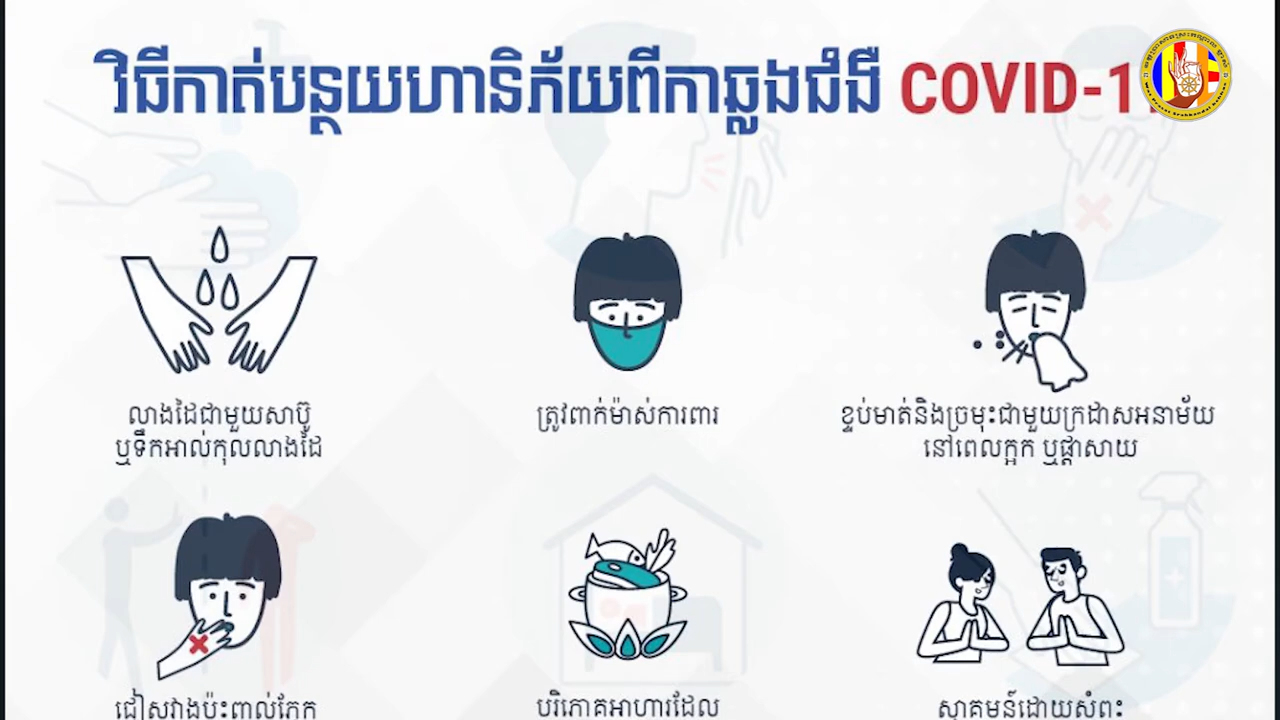 វិធីកាត់បន្ថយហានិភ័យពីការឆ្លងជំងឺ COVID-1
លាងដៃជាមួយសាប៊ូ
ឬទឹកអាល់កុលលាងដៃ
ត្រូវពាក់ម៉ាស់ការពារ
ខ្ទប់មាត់និងច្រមុះជាមួយក្រដាសអនាម័យ
នៅពេលក្អក ឬផ្តាសាយ
ជៀសវាងប៉ះពាល់ភ្នែក
បរិភោគអាហារដែល
ស្វាគមន៍ដោយសំពះ